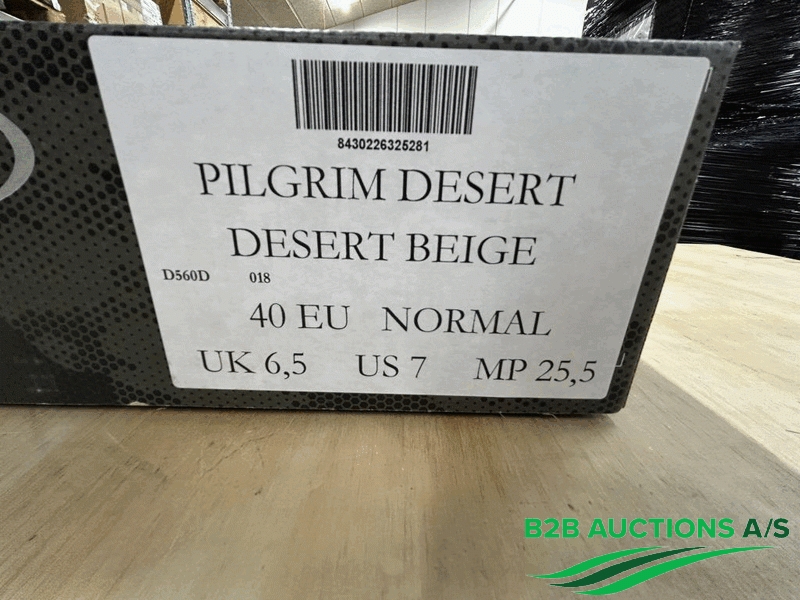 8430226325281
PILGRIM DESERT
DESERT BEIGE
D560D 018
40 EU NORMAL
UK 6,5 US 7 MP 25,5
B2B AUCTIONS A/S